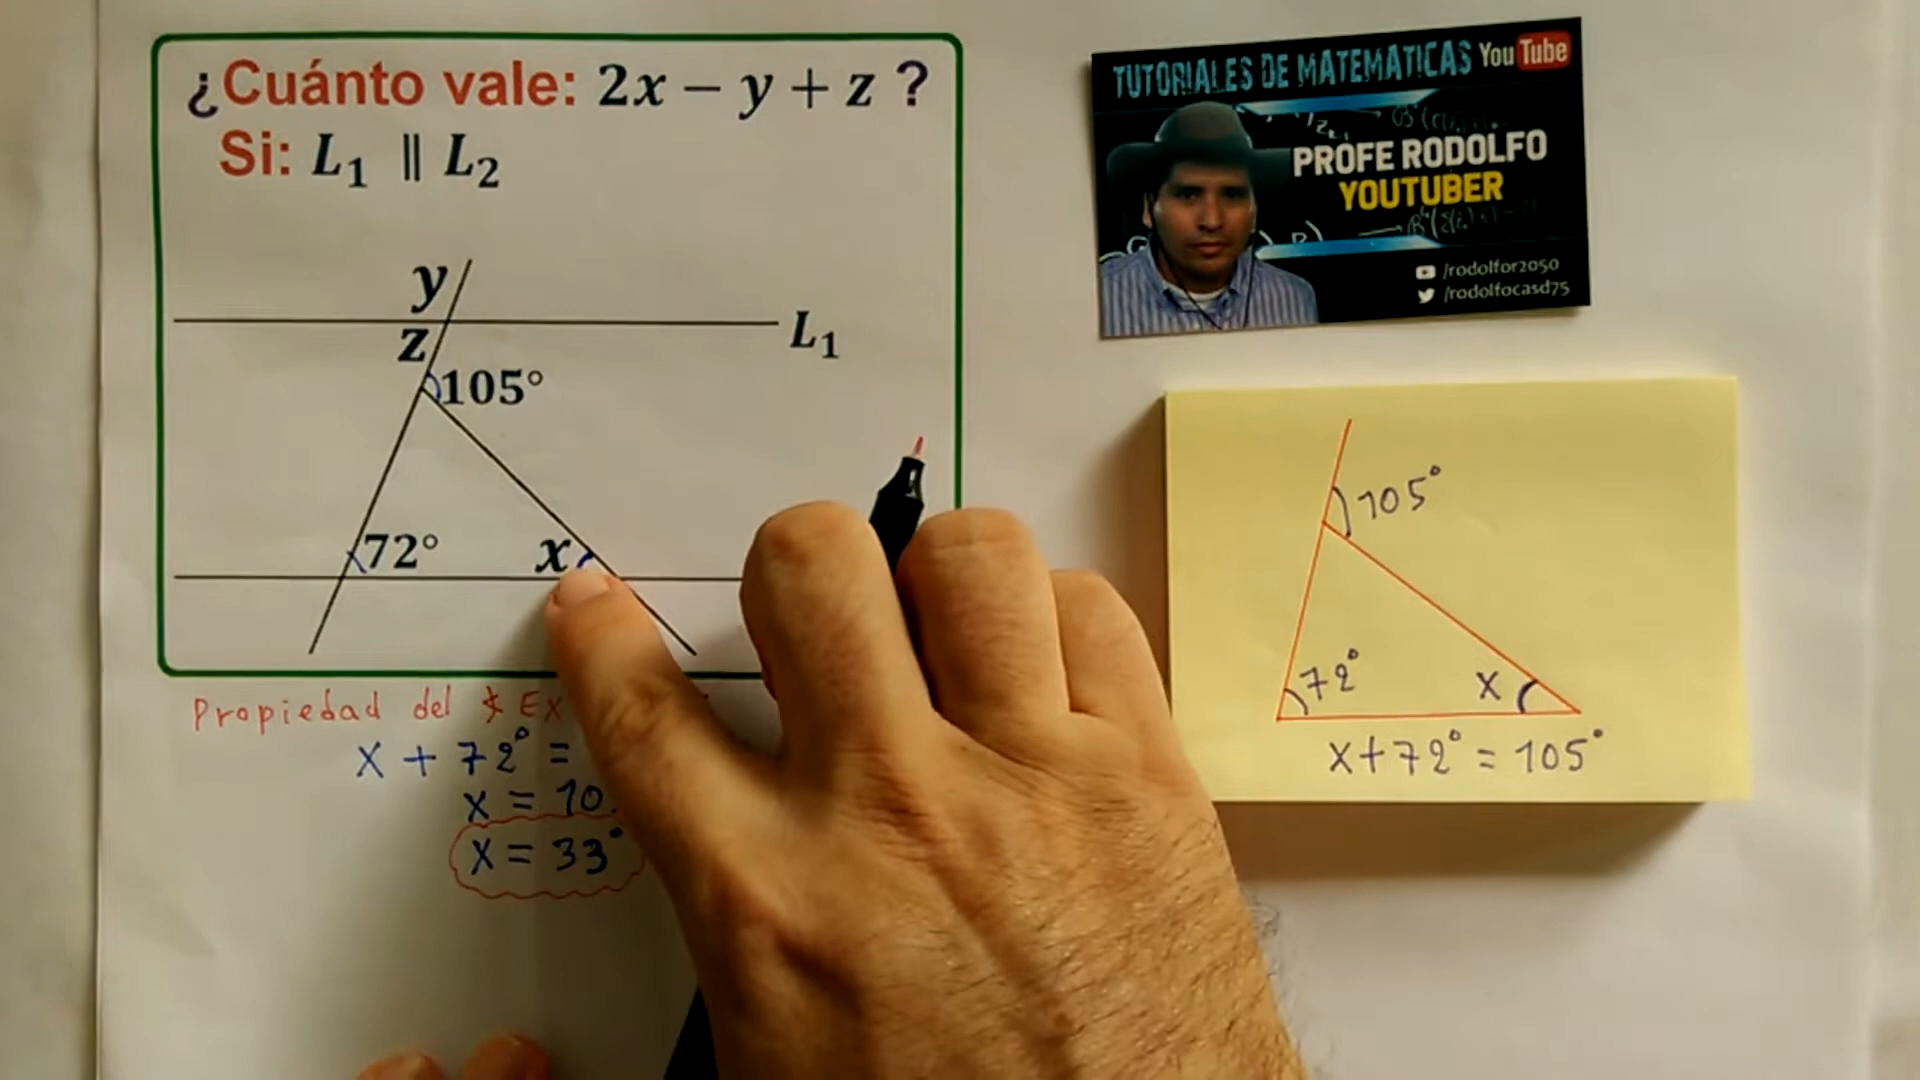 ¿Cuánto vale: 2x − y + z ?
Si: L₁ ∥ L₂
y
L₁
z
105°
72°
x
Propiedad del ∡ Ex
x + 72° =
x = 10
x = 33°
TUTORIALES DE MATEMATICAS YouTube
PROFE RODOLFO
YOUTUBER
/rodolfor2050
/rodolfocasd75
105°
72°
x
x + 72° = 105°